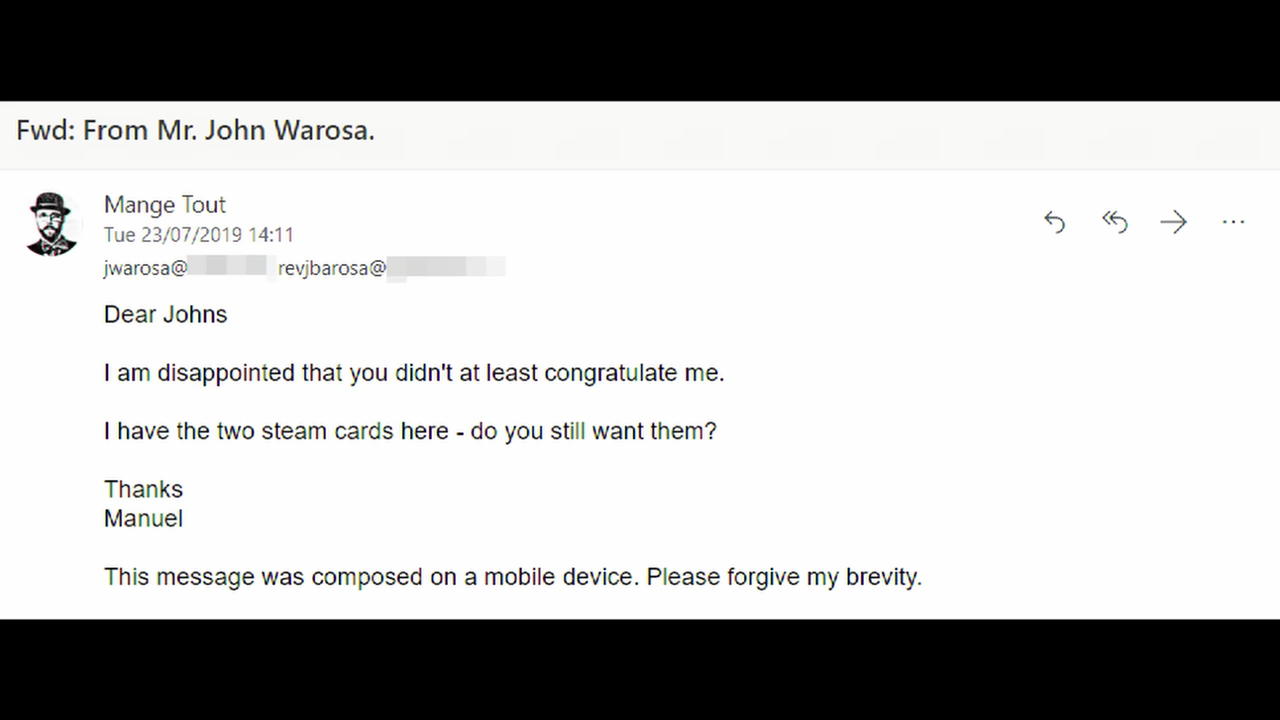 Fwd: From Mr. John Warosa.
Mange Tout
Tue 23/07/2019 14:11
jwarosa@ revjbarosa@
Dear Johns
I am disappointed that you didn't at least congratulate me.
I have the two steam cards here - do you still want them?
Thanks
Manuel
This message was composed on a mobile device. Please forgive my brevity.